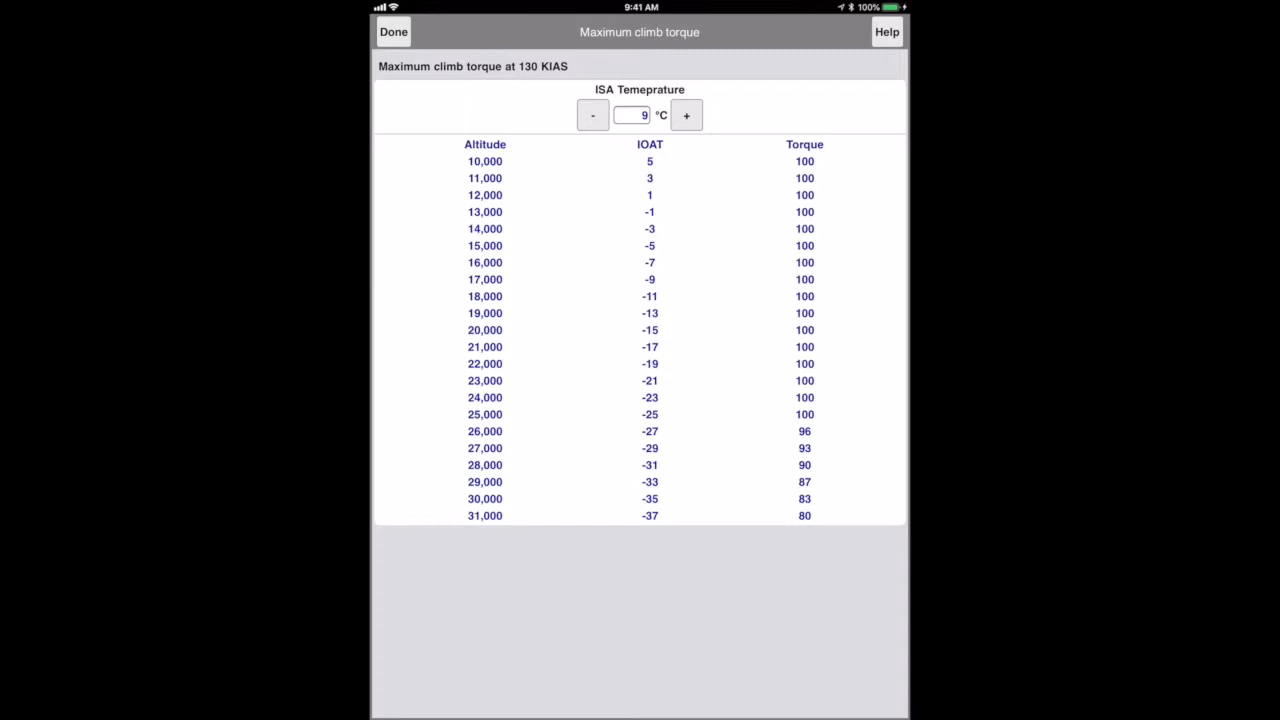 9:41 AM 100%
Done Maximum climb torque Help
Maximum climb torque at 130 KIAS
ISA Temeprature
- 9 °C +
Altitude IOAT Torque
10,000 5 100
11,000 3 100
12,000 1 100
13,000 -1 100
14,000 -3 100
15,000 -5 100
16,000 -7 100
17,000 -9 100
18,000 -11 100
19,000 -13 100
20,000 -15 100
21,000 -17 100
22,000 -19 100
23,000 -21 100
24,000 -23 100
25,000 -25 100
26,000 -27 96
27,000 -29 93
28,000 -31 90
29,000 -33 87
30,000 -35 83
31,000 -37 80